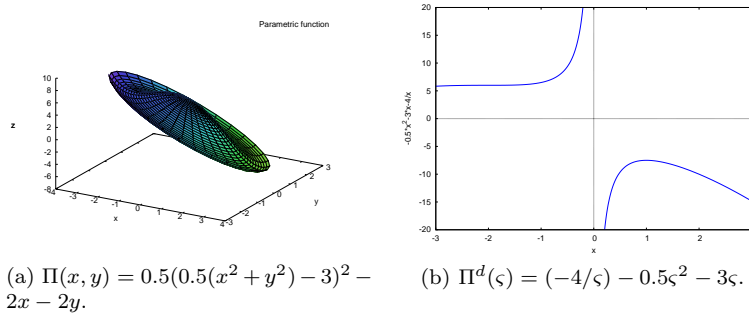 Parametric function
10
8
6
4
2
0
-2
-4
-6
-8
z
-4 -3 -2 -1 0 1 2 3 4
x
-3 -2 -1 0 1 2 3
y
20
15
10
5
0
-5
-10
-15
-20
-0.5*x²-3*x-4/x
-3 -2 -1 0 1 2
x
(a) Π(x, y) = 0.5(0.5(x² + y²) − 3)² −
2x − 2y.
(b) Πᵈ(ς) = (−4/ς) − 0.5ς² − 3ς.